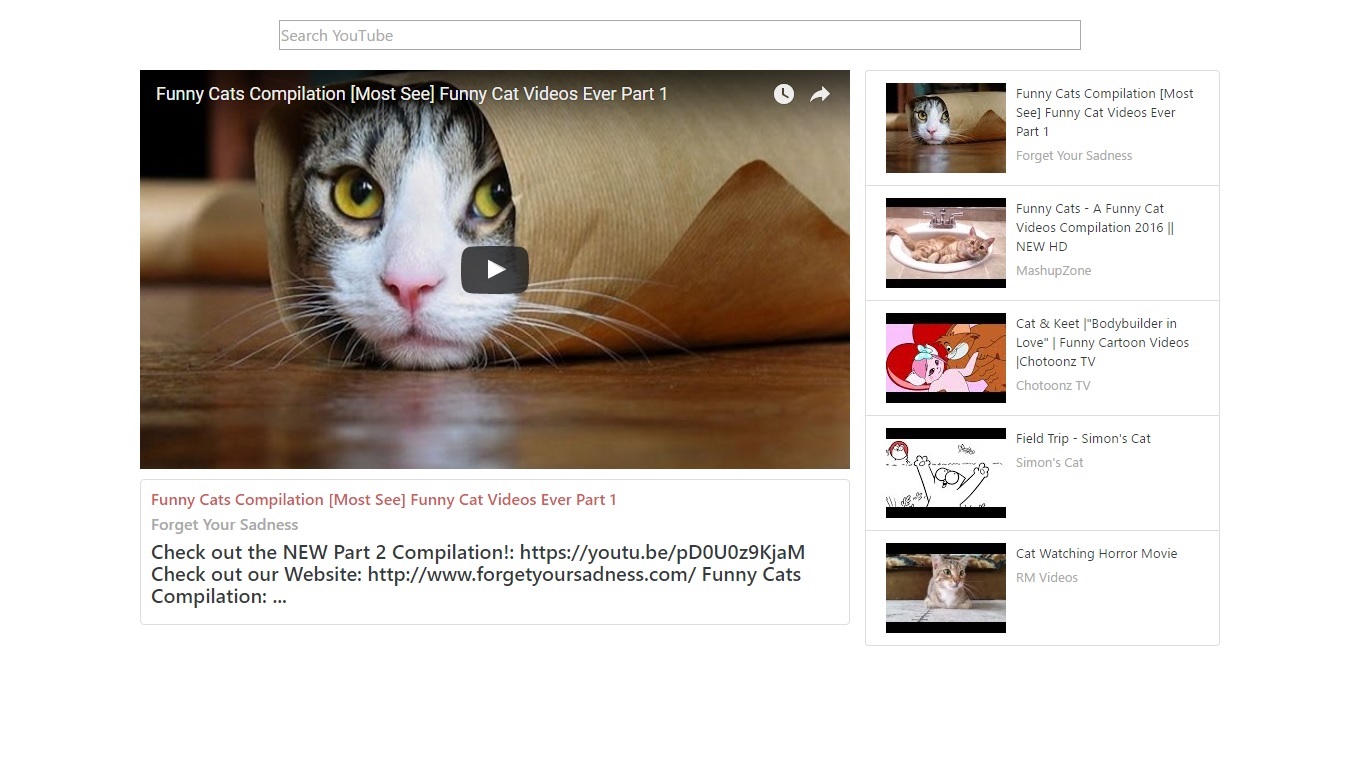 Search YouTube
Funny Cats Compilation [Most See] Funny Cat Videos Ever Part 1
Funny Cats Compilation [Most See] Funny Cat Videos Ever Part 1
Forget Your Sadness
Check out the NEW Part 2 Compilation!: https://youtu.be/pD0U0z9KjaM
Check out our Website: http://www.forgetyoursadness.com/ Funny Cats
Compilation: ...
Funny Cats Compilation [Most
See] Funny Cat Videos Ever
Part 1
Forget Your Sadness
Funny Cats - A Funny Cat
Videos Compilation 2016 ||
NEW HD
MashupZone
Cat & Keet |"Bodybuilder in
Love" | Funny Cartoon Videos
|Chotoonz TV
Chotoonz TV
Field Trip - Simon's Cat
Simon's Cat
Cat Watching Horror Movie
RM Videos